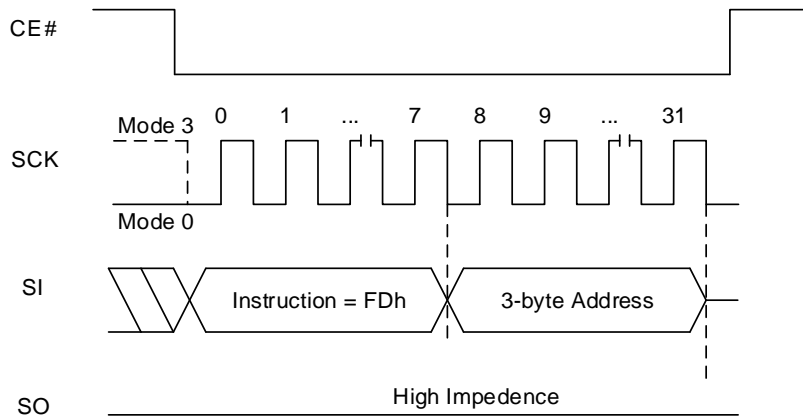 CE#
0 1 ... 7 8 9 ... 31
Mode 3
SCK
Mode 0
SI
Instruction = FDh
3-byte Address
High Impedence
SO